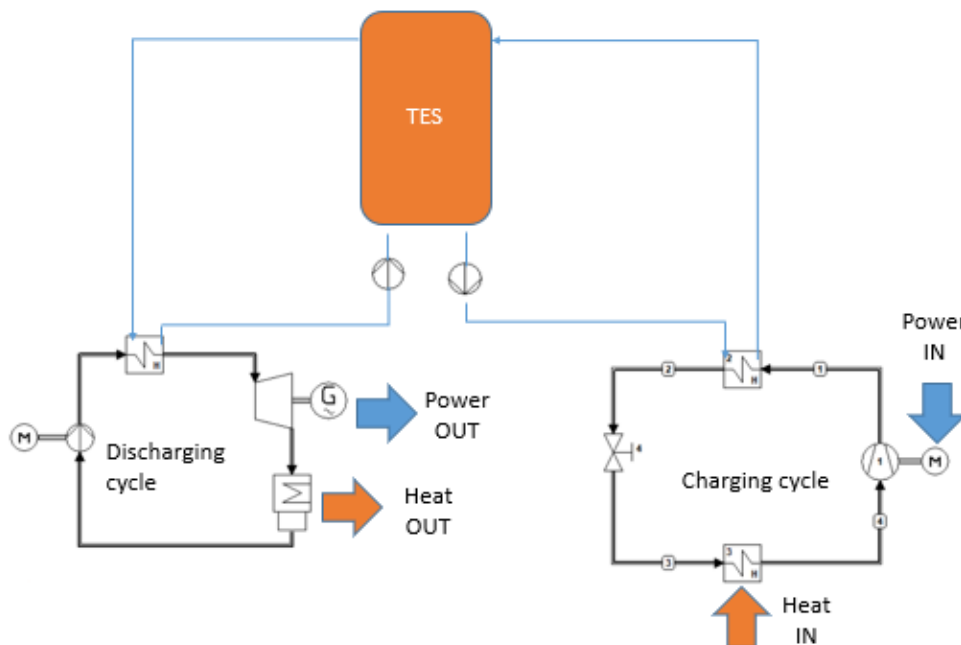 TES
Power
IN
H
2
H
2
1
M
G
~
Power
OUT
4
1
M
M
Discharging
cycle
Charging cycle
4
Heat
OUT
3
3
H
Heat
IN